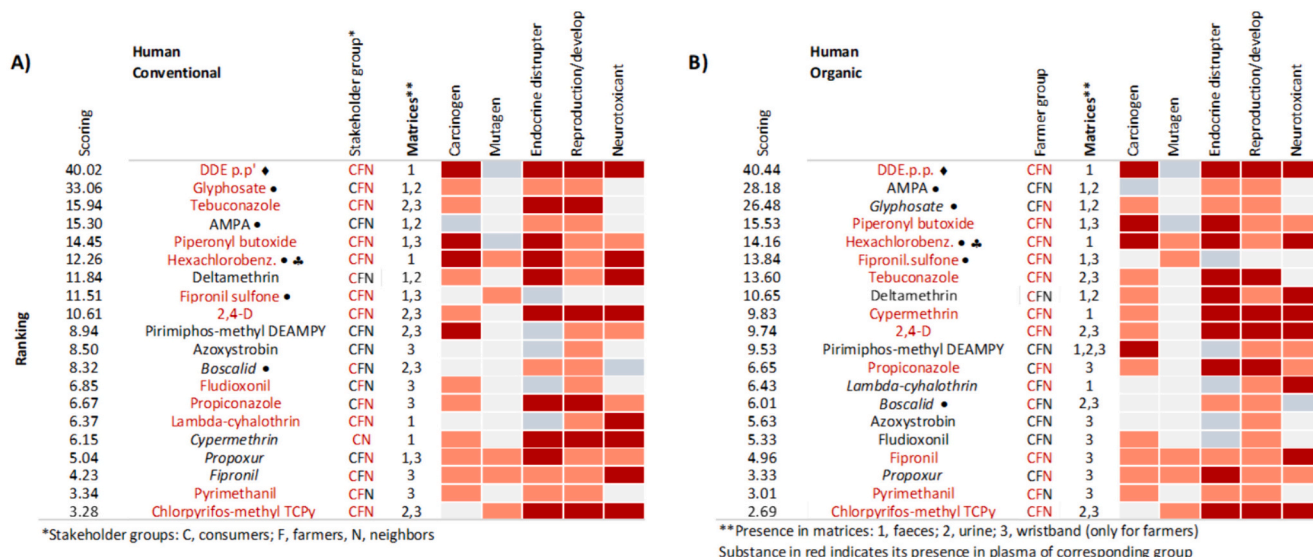 A)
Human
Conventional
Scoring
Stakeholder group*
Matrices**
Carcinogen
Mutagen
Endocrine distrupter
Reproduction/develop
Neurotoxicant
Ranking
40.02 DDE p.p' ♦ CFN 1
33.06 Glyphosate ● CFN 1,2
15.94 Tebuconazole CFN 2,3
15.30 AMPA ● CFN 1,2
14.45 Piperonyl butoxide CFN 1,3
12.26 Hexachlorobenz. ● ♣ CFN 1
11.84 Deltamethrin CFN 1,2
11.51 Fipronil sulfone ● CFN 1,3
10.61 2,4-D CFN 2,3
8.94 Pirimiphos-methyl DEAMPY CFN 2,3
8.50 Azoxystrobin CFN 3
8.32 Boscalid ● CFN 2,3
6.85 Fludioxonil CFN 3
6.67 Propiconazole CFN 3
6.37 Lambda-cyhalothrin CFN 1
6.15 Cypermethrin CN 1
5.04 Propoxur CFN 1,3
4.23 Fipronil CFN 3
3.34 Pyrimethanil CFN 3
3.28 Chlorpyrifos-methyl TCPy CFN 2,3
*Stakeholder groups: C, consumers; F, farmers, N, neighbors
B)
Human
Organic
Scoring
Farmer group
Matrices**
Carcinogen
Mutagen
Endocrine distrupter
Reproduction/develop
Neurotoxicant
40.44 DDE.p.p. ♦ CFN 1
28.18 AMPA ● CFN 1,2
26.48 Glyphosate ● CFN 1,2
15.53 Piperonyl butoxide CFN 1,3
14.16 Hexachlorobenz. ● ♣ CFN 1
13.84 Fipronil.sulfone ● CFN 1,3
13.60 Tebuconazole CFN 2,3
10.65 Deltamethrin CFN 1,2
9.83 Cypermethrin CFN 1
9.74 2,4-D CFN 2,3
9.53 Pirimiphos-methyl DEAMPY CFN 1,2,3
6.65 Propiconazole CFN 3
6.43 Lambda-cyhalothrin CFN 1
6.01 Boscalid ● CFN 2,3
5.63 Azoxystrobin CFN 3
5.33 Fludioxonil CFN 3
4.96 Fipronil CFN 3
3.33 Propoxur CFN 3
3.01 Pyrimethanil CFN 3
2.69 Chlorpyrifos-methyl TCPy CFN 2,3
**Presence in matrices: 1, faeces; 2, urine; 3, wristband (only for farmers)
Substance in red indicates its presence in plasma of corresponding group